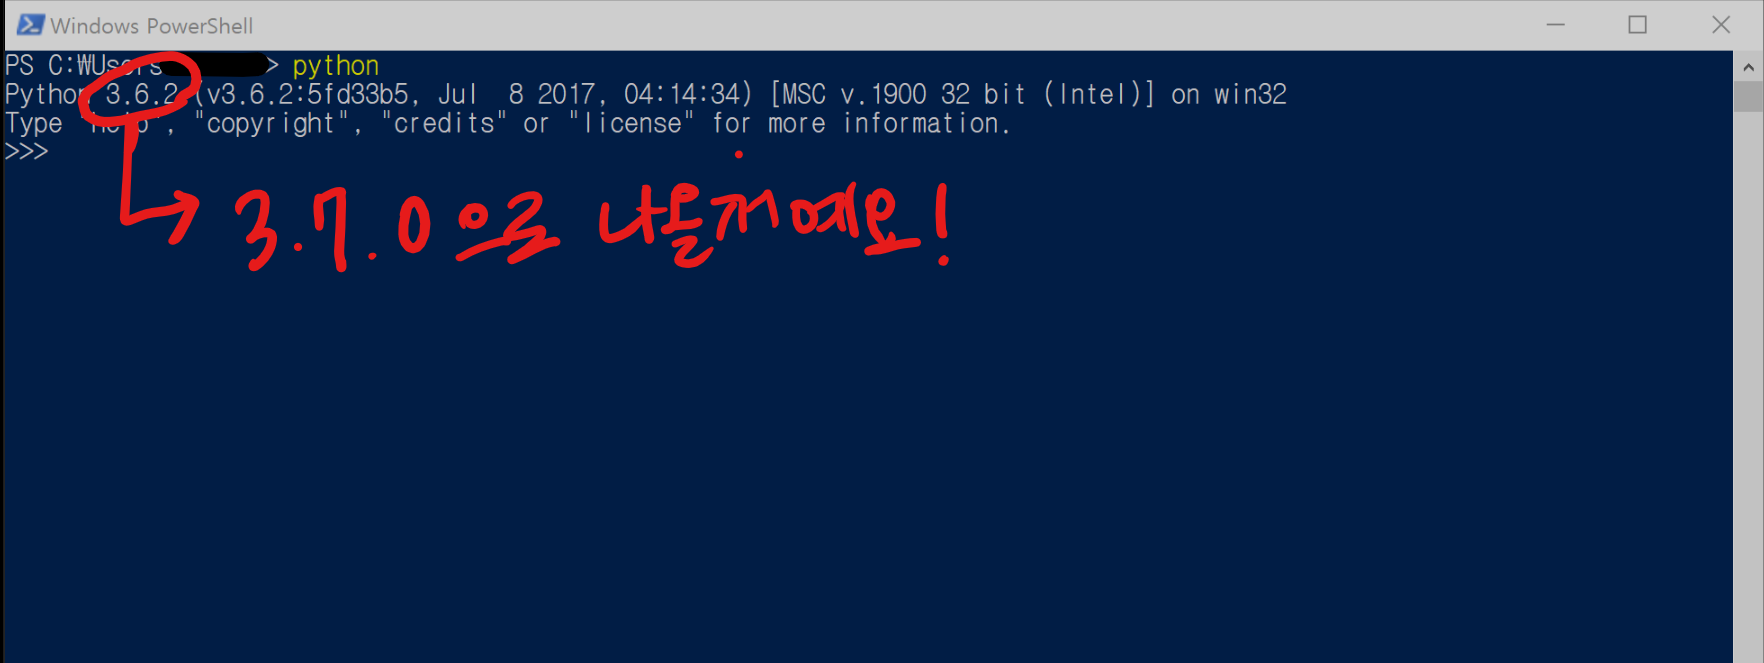 Windows PowerShell
PS C:₩Users > python
Python 3.6.2 (v3.6.2:5fd33b5, Jul  8 2017, 04:14:34) [MSC v.1900 32 bit (Intel)] on win32
Type "help", "copyright", "credits" or "license" for more information.
>>>
3.7.0으로 나올거예요!